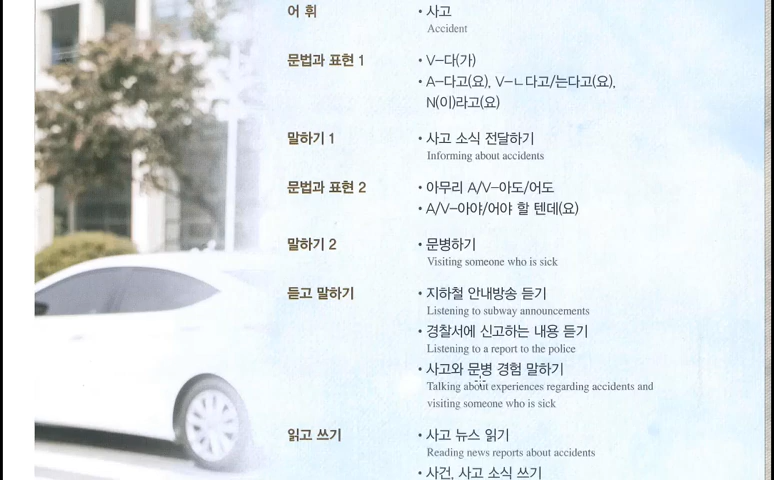 어 휘
• 사고
Accident
문법과 표현 1
• V–다(가)
• A–다고(요), V–ㄴ다고/는다고(요),
N(이)라고(요)
말하기 1
• 사고 소식 전달하기
Informing about accidents
문법과 표현 2
• 아무리 A/V–아도/어도
• A/V–아야/어야 할 텐데(요)
말하기 2
• 문병하기
Visiting someone who is sick
듣고 말하기
• 지하철 안내방송 듣기
Listening to subway announcements
• 경찰서에 신고하는 내용 듣기
Listening to a report to the police
• 사고와 문병 경험 말하기
Talking about experiences regarding accidents and
visiting someone who is sick
읽고 쓰기
• 사고 뉴스 읽기
Reading news reports about accidents
• 사건, 사고 소식 쓰기